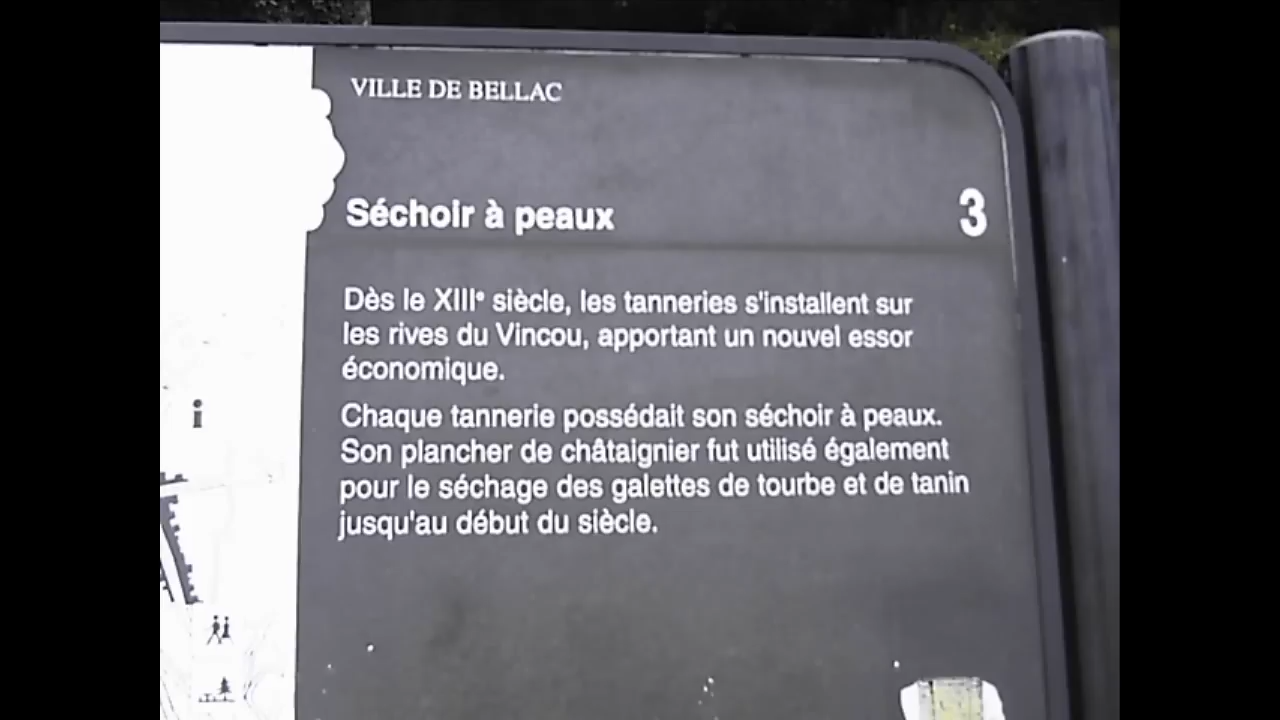 VILLE DE BELLAC
Séchoir à peaux
3
Dès le XIIIe siècle, les tanneries s'installent sur
les rives du Vincou, apportant un nouvel essor
économique.
Chaque tannerie possédait son séchoir à peaux.
Son plancher de châtaignier fut utilisé également
pour le séchage des galettes de tourbe et de tanin
jusqu'au début du siècle.
i